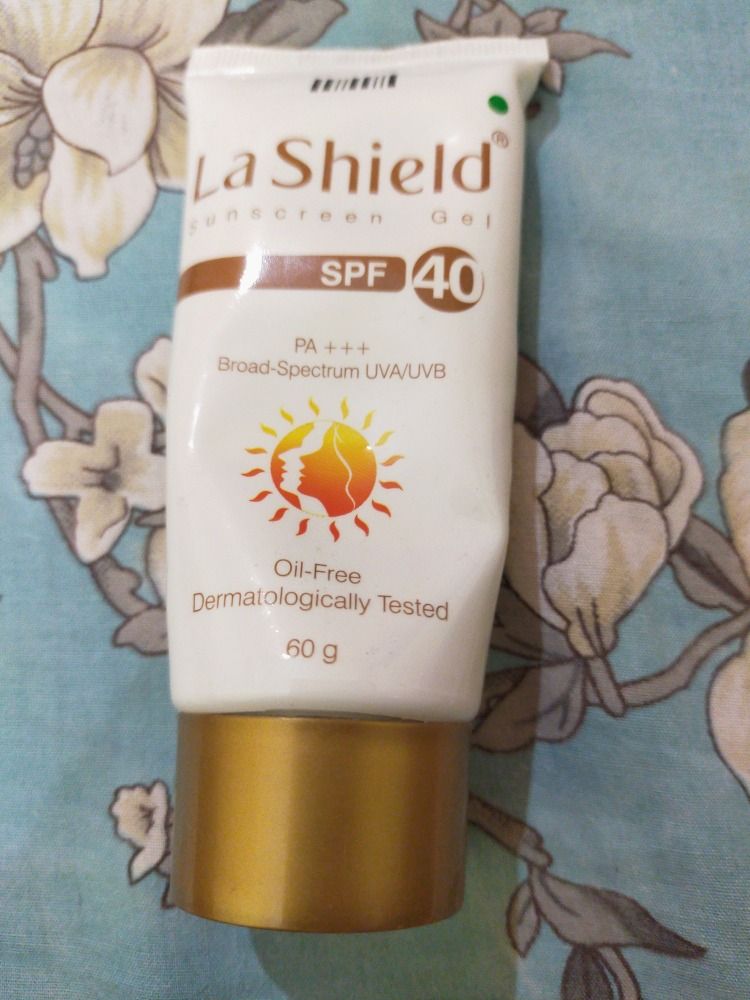 La Shield®
Sunscreen Gel
SPF 40
PA +++
Broad-Spectrum UVA/UVB
Oil-Free
Dermatologically Tested
60 g